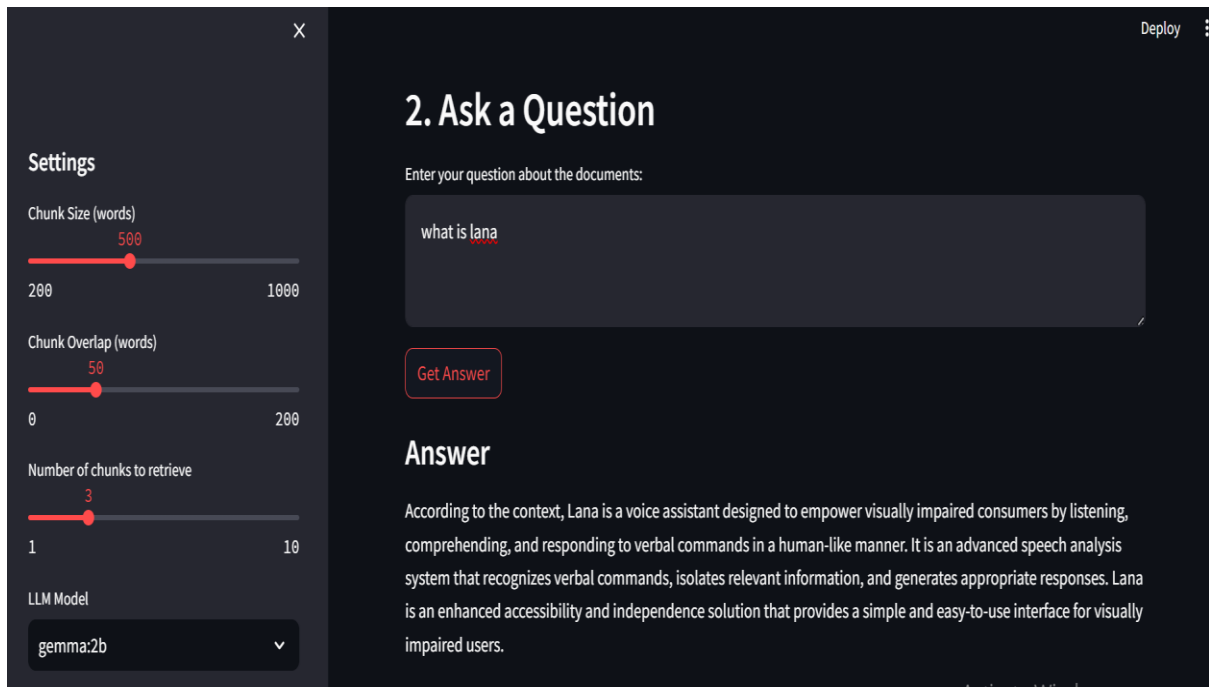 X
Deploy
2. Ask a Question
Settings
Enter your question about the documents:
Chunk Size (words)
500
200 1000
what is lana
Chunk Overlap (words)
50
0 200
Get Answer
Number of chunks to retrieve
3
1 10
LLM Model
gemma:2b
Answer
According to the context, Lana is a voice assistant designed to empower visually impaired consumers by listening,
comprehending, and responding to verbal commands in a human-like manner. It is an advanced speech analysis
system that recognizes verbal commands, isolates relevant information, and generates appropriate responses. Lana
is an enhanced accessibility and independence solution that provides a simple and easy-to-use interface for visually
impaired users.